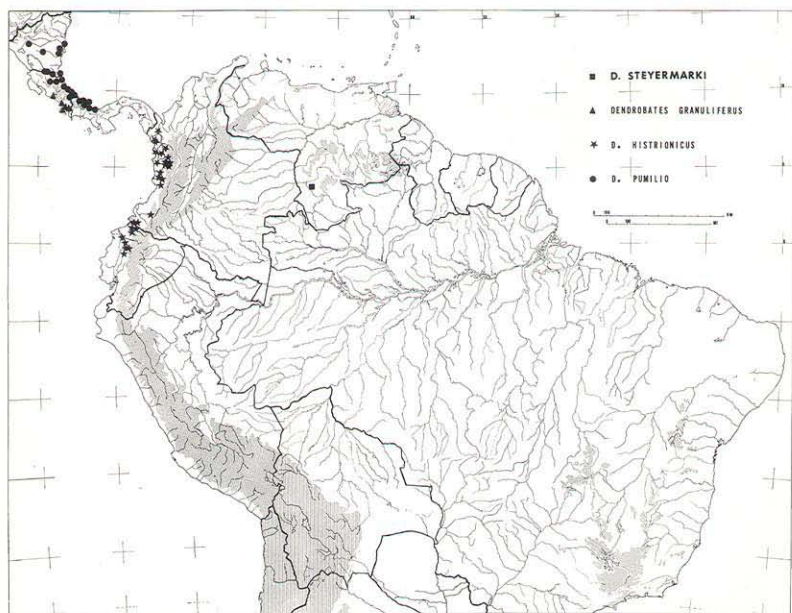 D. STEYERMARKI
DENDROBATES GRANULIFERUS
D. HISTRIONICUS
D. PUMILIO